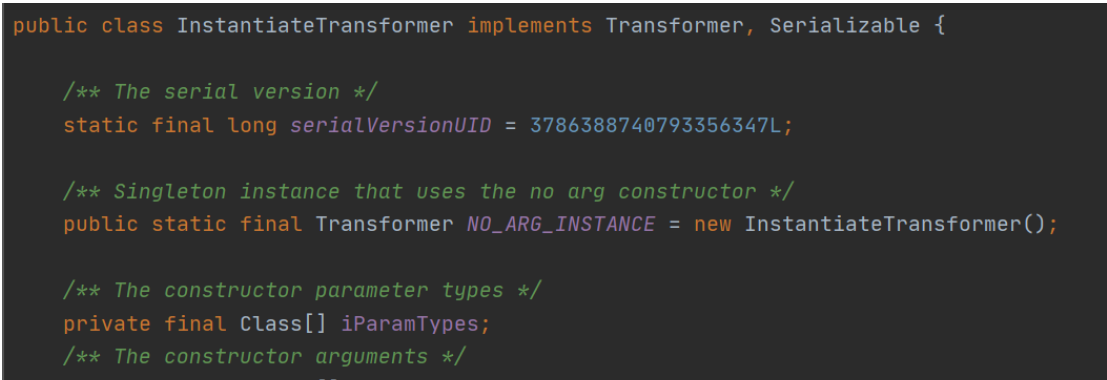 public class InstantiateTransformer implements Transformer, Serializable {
/** The serial version */
static final long serialVersionUID = 3786388740793356347L;
/** Singleton instance that uses the no arg constructor */
public static final Transformer NO_ARG_INSTANCE = new InstantiateTransformer();
/** The constructor parameter types */
private final Class[] iParamTypes;
/** The constructor arguments */